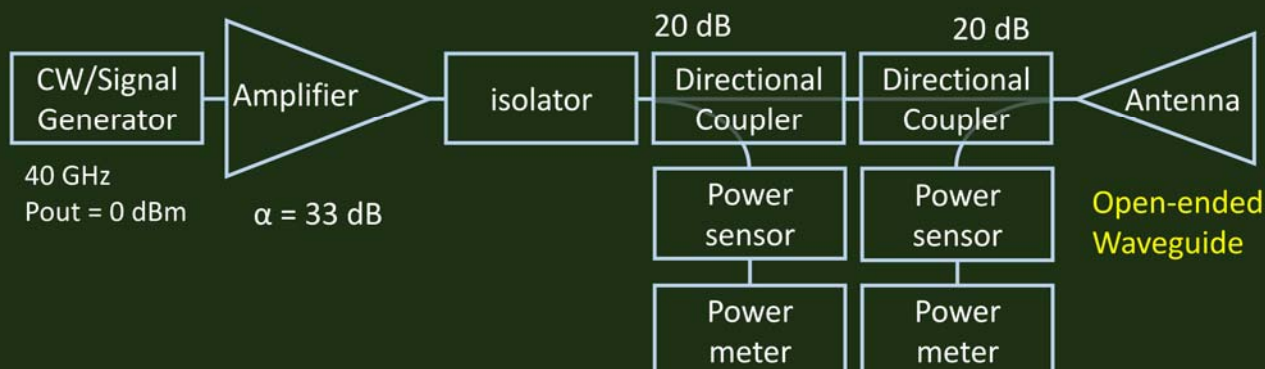 20 dB
20 dB
CW/Signal
Generator
Amplifier
isolator
Directional
Coupler
Directional
Coupler
Antenna
40 GHz
Pout = 0 dBm
α = 33 dB
Power
sensor
Power
sensor
Open-ended
Waveguide
Power
meter
Power
meter